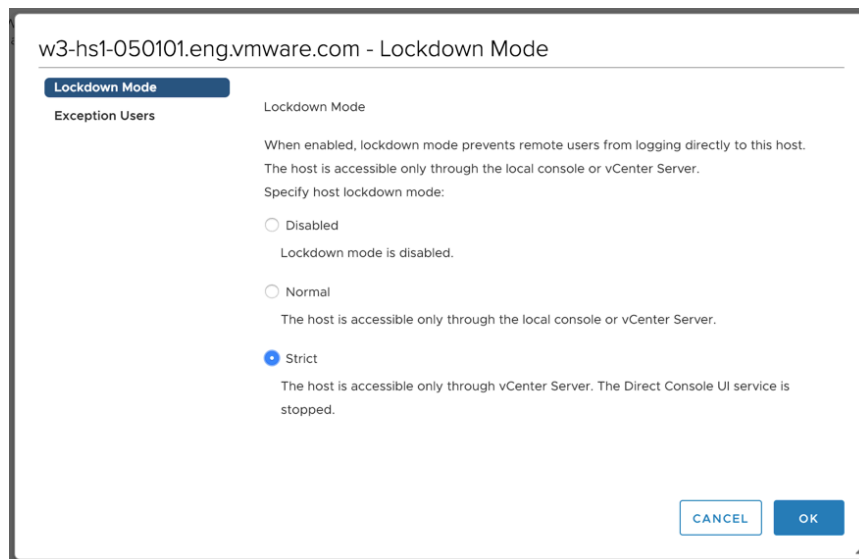 w3-hs1-050101.eng.vmware.com - Lockdown Mode
Lockdown Mode
Exception Users
Lockdown Mode
When enabled, lockdown mode prevents remote users from logging directly to this host.
The host is accessible only through the local console or vCenter Server.
Specify host lockdown mode:
Disabled
Lockdown mode is disabled.
Normal
The host is accessible only through the local console or vCenter Server.
Strict
The host is accessible only through vCenter Server. The Direct Console UI service is
stopped.
CANCEL
OK